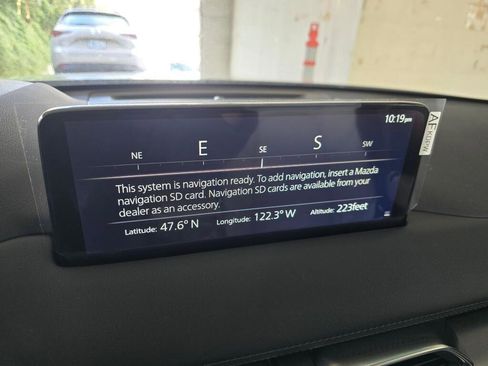 10:19pm
NE E SE S SW
This system is navigation ready. To add navigation, insert a Mazda
navigation SD card. Navigation SD cards are available from your
dealer as an accessory.
Latitude: 47.6° N Longitude: 122.3° W Altitude: 223feet